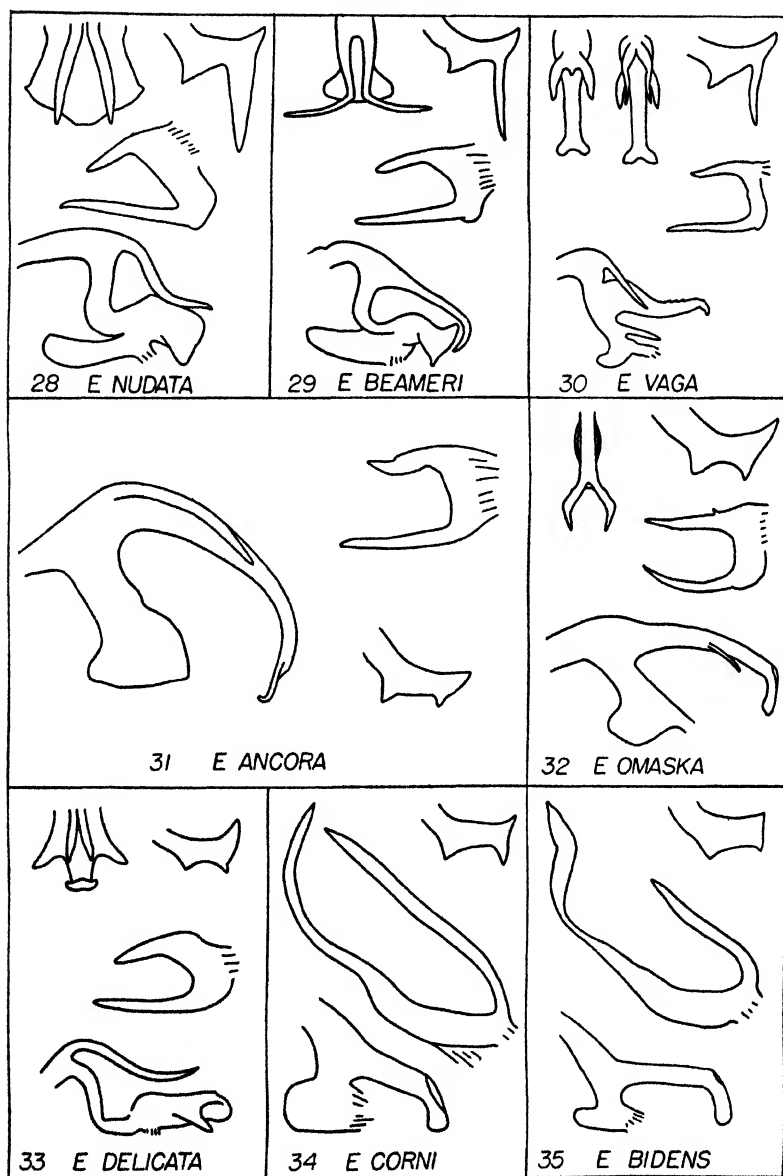 28 E NUDATA
29 E BEAMERI
30 E VAGA
31 E ANCORA
32 E OMASKA
33 E DELICATA
34 E CORNI
35 E BIDENS